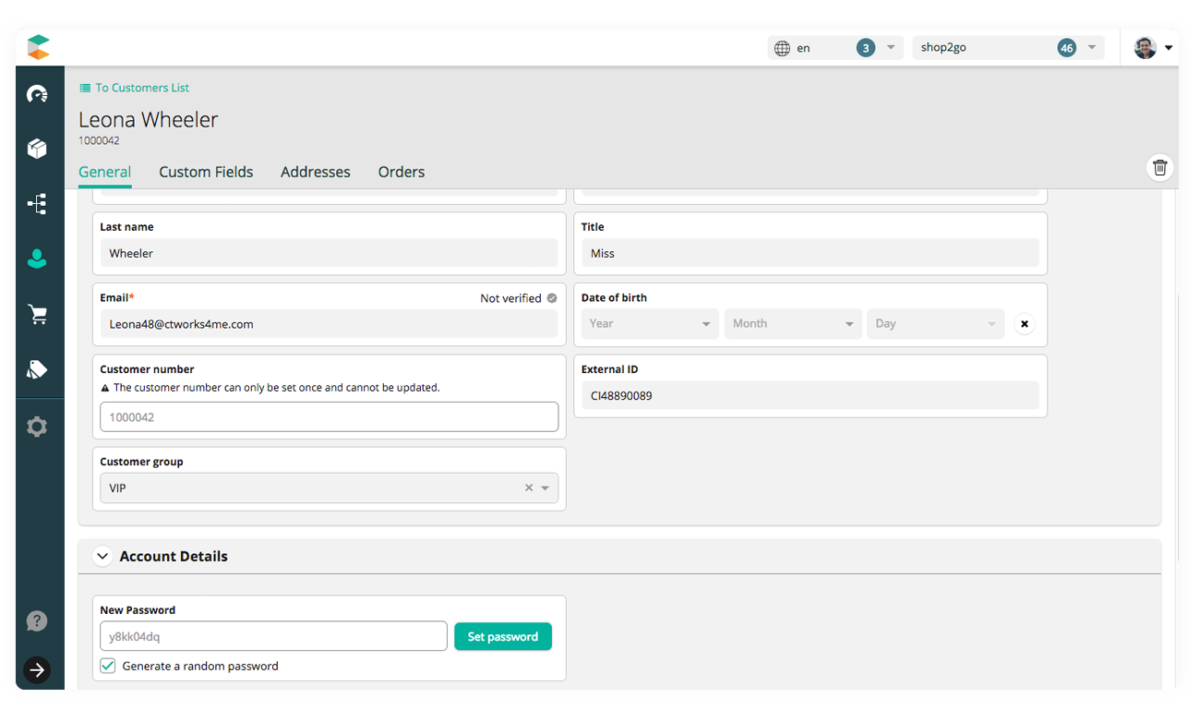 en 3 shop2go 46
To Customers List
Leona Wheeler
1000042
General Custom Fields Addresses Orders
Last name Title
Wheeler Miss
Email* Not verified Date of birth
Leona48@ctworks4me.com Year Month Day
Customer number External ID
The customer number can only be set once and cannot be updated. CI48890089
1000042
Customer group
VIP
Account Details
New Password
y8kk04dq Set password
Generate a random password
?